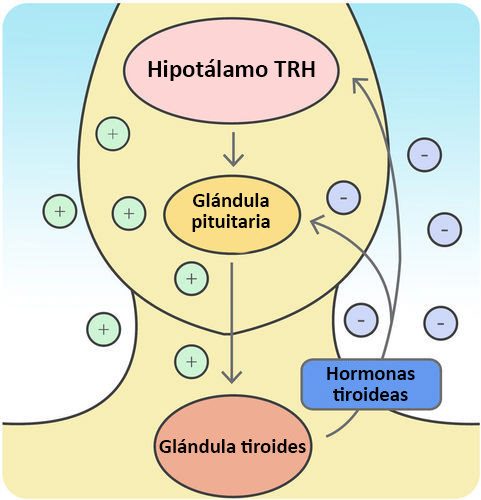 Hipotálamo TRH
+
-
+
Glándula
pituitaria
-
+
+
-
+
-
-
+
+
Hormonas
tiroideas
Glándula tiroides